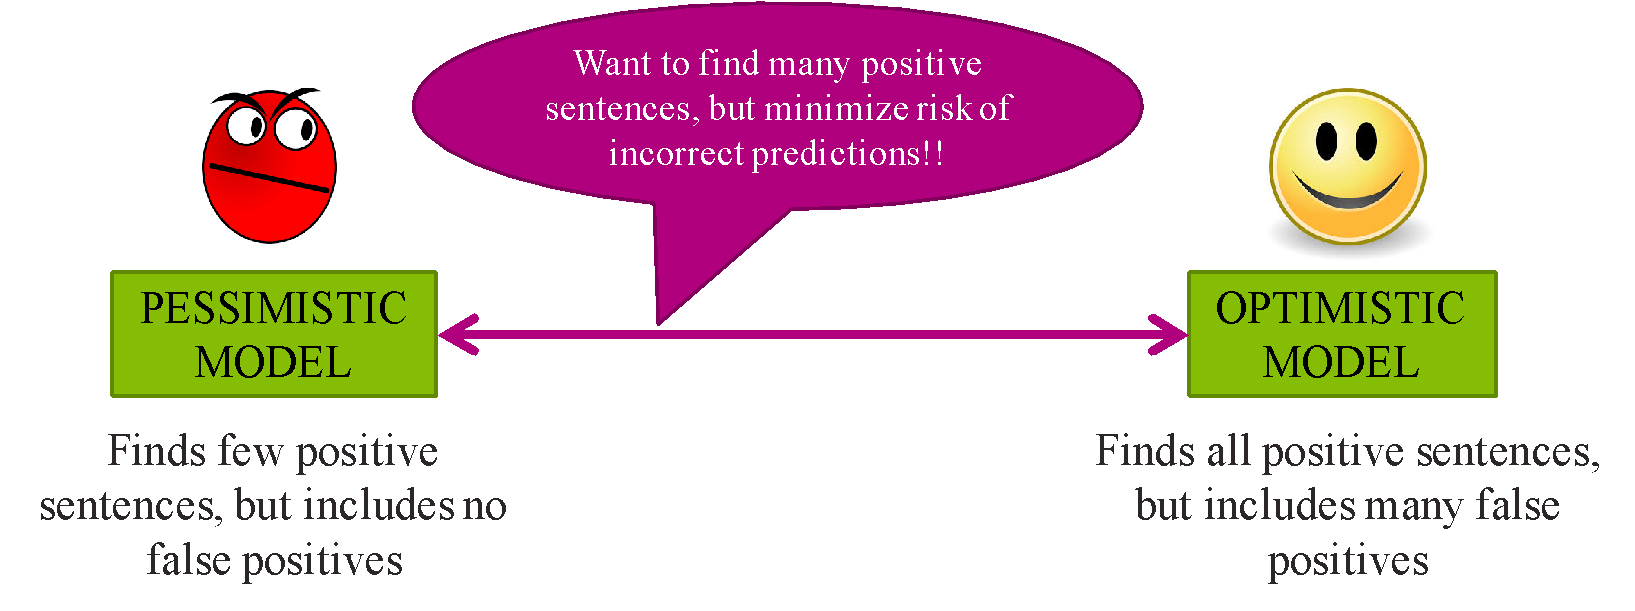 Want to find many positive
sentences, but minimize risk of
incorrect predictions!!
PESSIMISTIC
MODEL
OPTIMISTIC
MODEL
Finds few positive
sentences, but includes no
false positives
Finds all positive sentences,
but includes many false
positives